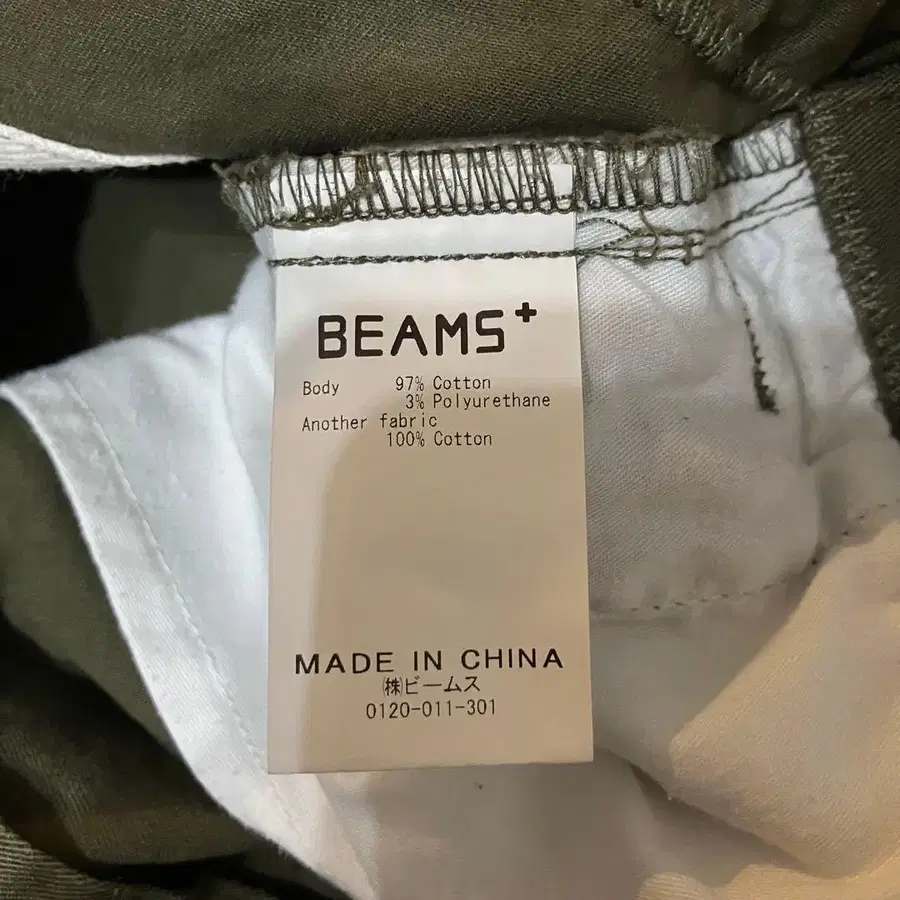 BEAMS+
Body 97% Cotton
3% Polyurethane
Another fabric
100% Cotton
MADE IN CHINA
㈱ビームス
0120-011-301